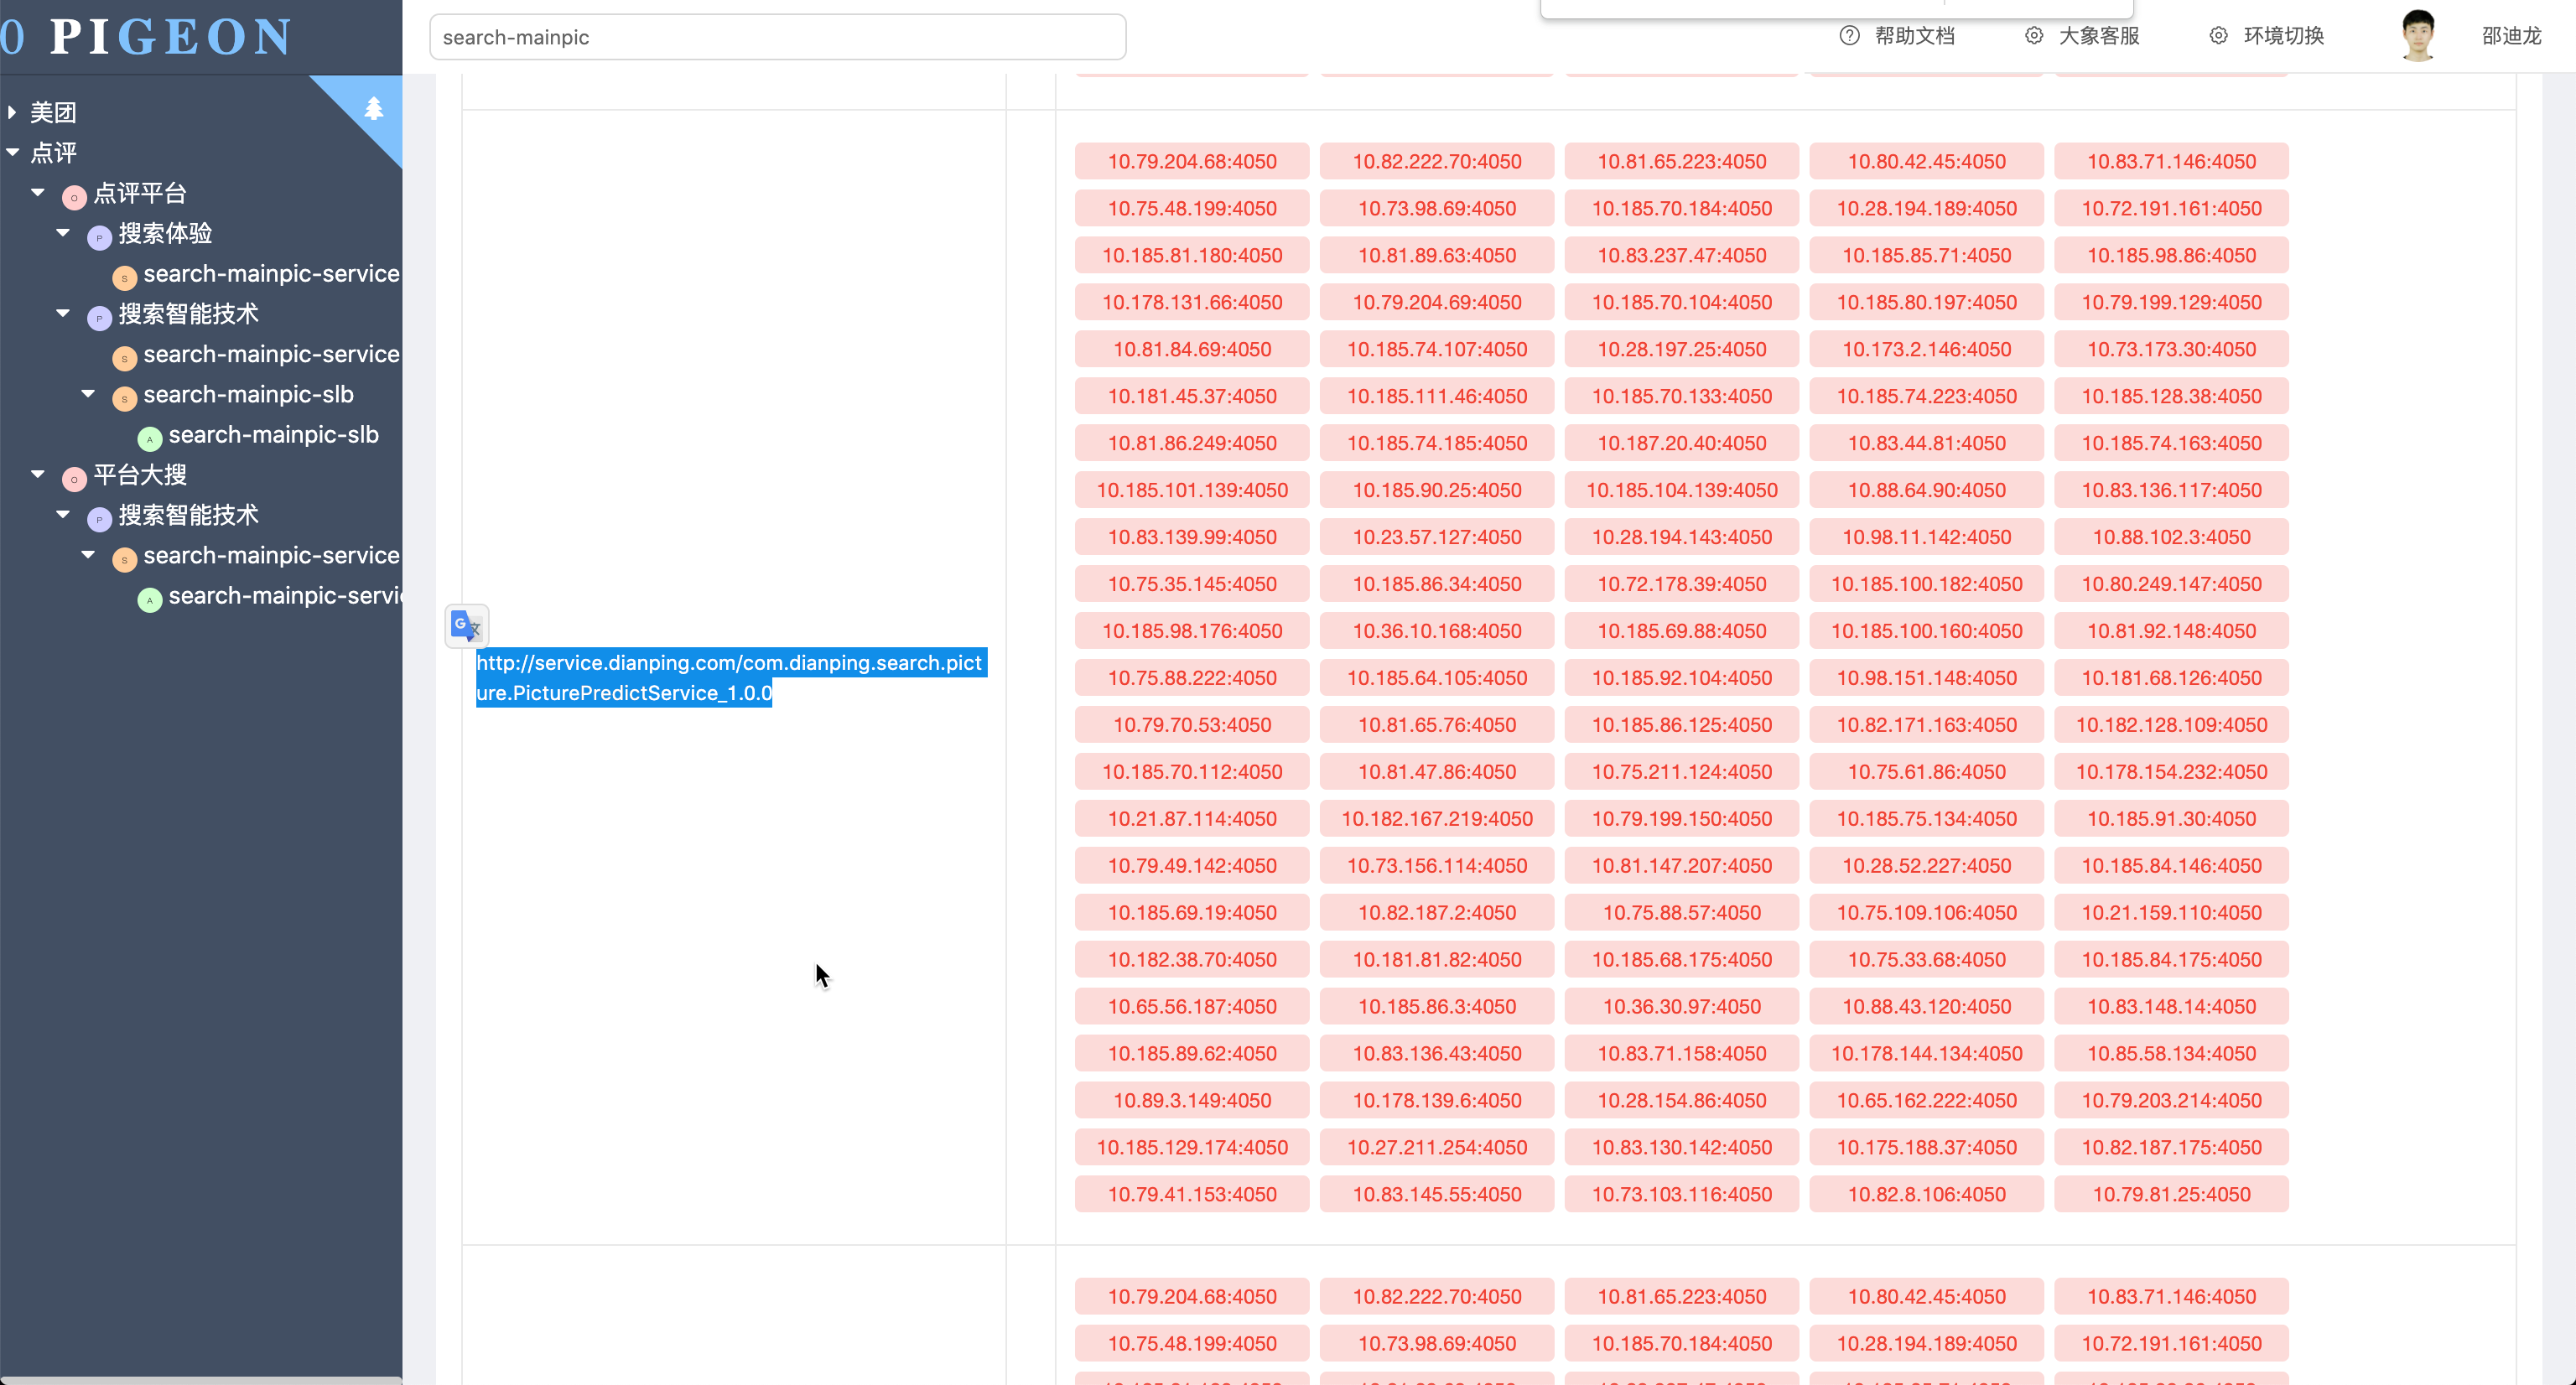 0 PIGEON
search-mainpic
帮助文档
大象客服
环境切换
邵迪龙
美团
点评
点评平台
搜索体验
search-mainpic-service
搜索智能技术
search-mainpic-service
search-mainpic-slb
search-mainpic-slb
平台大搜
搜索智能技术
search-mainpic-service
search-mainpic-servic
http://service.dianping.com/com.dianping.search.pict
ure.PicturePredictService_1.0.0
10.79.204.68:4050 10.82.222.70:4050 10.81.65.223:4050 10.80.42.45:4050 10.83.71.146:4050
10.75.48.199:4050 10.73.98.69:4050 10.185.70.184:4050 10.28.194.189:4050 10.72.191.161:4050
10.185.81.180:4050 10.81.89.63:4050 10.83.237.47:4050 10.185.85.71:4050 10.185.98.86:4050
10.178.131.66:4050 10.79.204.69:4050 10.185.70.104:4050 10.185.80.197:4050 10.79.199.129:4050
10.81.84.69:4050 10.185.74.107:4050 10.28.197.25:4050 10.173.2.146:4050 10.73.173.30:4050
10.181.45.37:4050 10.185.111.46:4050 10.185.70.133:4050 10.185.74.223:4050 10.185.128.38:4050
10.81.86.249:4050 10.185.74.185:4050 10.187.20.40:4050 10.83.44.81:4050 10.185.74.163:4050
10.185.101.139:4050 10.185.90.25:4050 10.185.104.139:4050 10.88.64.90:4050 10.83.136.117:4050
10.83.139.99:4050 10.23.57.127:4050 10.28.194.143:4050 10.98.11.142:4050 10.88.102.3:4050
10.75.35.145:4050 10.185.86.34:4050 10.72.178.39:4050 10.185.100.182:4050 10.80.249.147:4050
10.185.98.176:4050 10.36.10.168:4050 10.185.69.88:4050 10.185.100.160:4050 10.81.92.148:4050
10.75.88.222:4050 10.185.64.105:4050 10.185.92.104:4050 10.98.151.148:4050 10.181.68.126:4050
10.79.70.53:4050 10.81.65.76:4050 10.185.86.125:4050 10.82.171.163:4050 10.182.128.109:4050
10.185.70.112:4050 10.81.47.86:4050 10.75.211.124:4050 10.75.61.86:4050 10.178.154.232:4050
10.21.87.114:4050 10.182.167.219:4050 10.79.199.150:4050 10.185.75.134:4050 10.185.91.30:4050
10.79.49.142:4050 10.73.156.114:4050 10.81.147.207:4050 10.28.52.227:4050 10.185.84.146:4050
10.185.69.19:4050 10.82.187.2:4050 10.75.88.57:4050 10.75.109.106:4050 10.21.159.110:4050
10.182.38.70:4050 10.181.81.82:4050 10.185.68.175:4050 10.75.33.68:4050 10.185.84.175:4050
10.65.56.187:4050 10.185.86.3:4050 10.36.30.97:4050 10.88.43.120:4050 10.83.148.14:4050
10.185.89.62:4050 10.83.136.43:4050 10.83.71.158:4050 10.178.144.134:4050 10.85.58.134:4050
10.89.3.149:4050 10.178.139.6:4050 10.28.154.86:4050 10.65.162.222:4050 10.79.203.214:4050
10.185.129.174:4050 10.27.211.254:4050 10.83.130.142:4050 10.175.188.37:4050 10.82.187.175:4050
10.79.41.153:4050 10.83.145.55:4050 10.73.103.116:4050 10.82.8.106:4050 10.79.81.25:4050
10.79.204.68:4050 10.82.222.70:4050 10.81.65.223:4050 10.80.42.45:4050 10.83.71.146:4050
10.75.48.199:4050 10.73.98.69:4050 10.185.70.184:4050 10.28.194.189:4050 10.72.191.161:4050